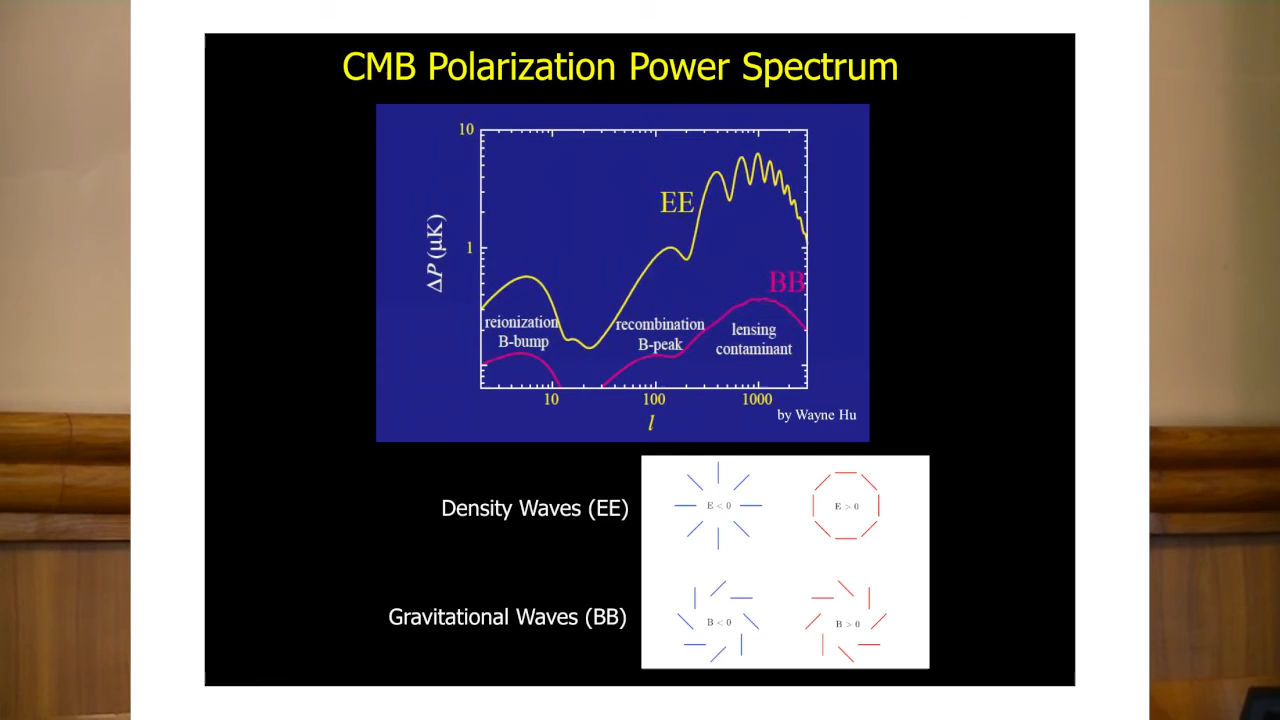 CMB Polarization Power Spectrum
10
1
ΔP (μK)
EE
BB
reionization
B-bump
recombination
B-peak
lensing
contaminant
10
100
1000
l
by Wayne Hu
Density Waves (EE)
E < 0
E > 0
Gravitational Waves (BB)
B < 0
B > 0